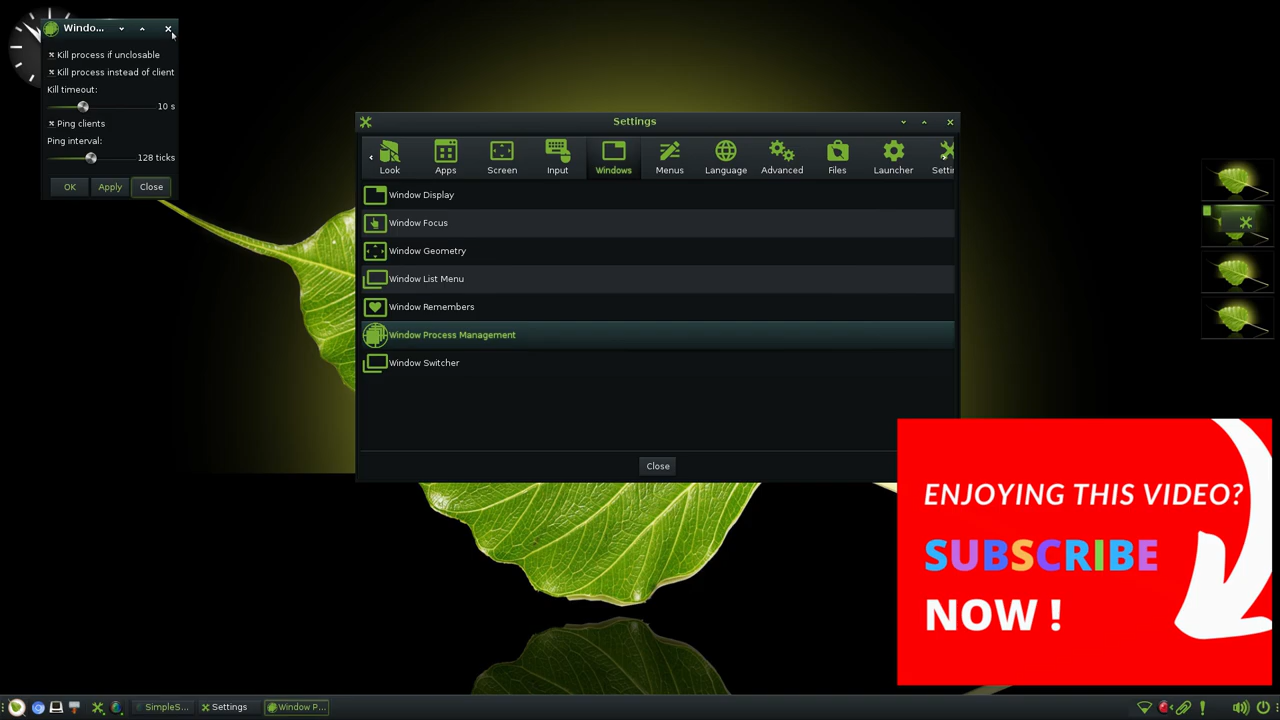 Windo...
Kill process if unclosable
Kill process instead of client
Kill timeout:
10 s
Ping clients
Ping interval:
128 ticks
OK
Apply
Close
Settings
Look
Apps
Screen
Input
Windows
Menus
Language
Advanced
Files
Launcher
Settin
Window Display
Window Focus
Window Geometry
Window List Menu
Window Remembers
Window Process Management
Window Switcher
Close
ENJOYING THIS VIDEO?
SUBSCRIBE
NOW !
SimpleS...
Settings
Window P...